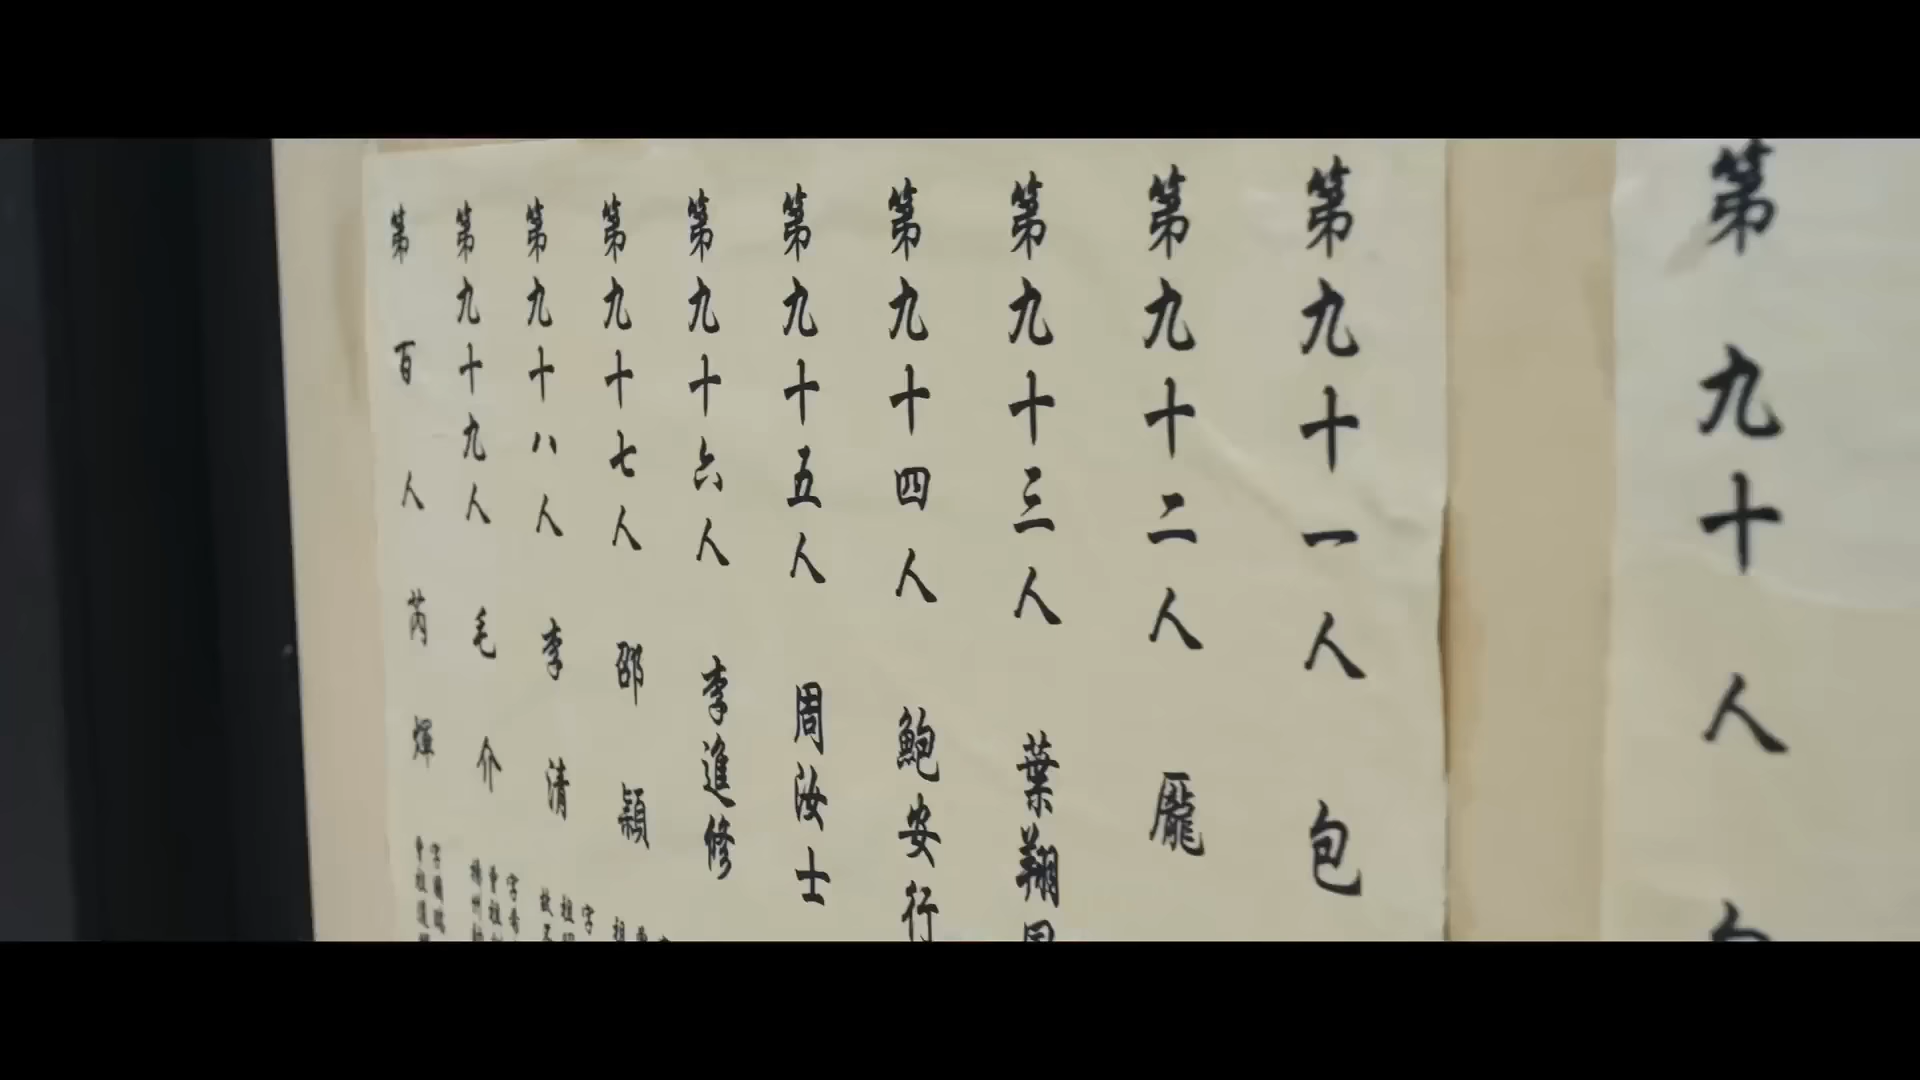 第九十人
第九十一人 包
第九十二人 龐
第九十三人 葉翔
第九十四人 鮑安行
第九十五人 周汝士
第九十六人 李進修
第九十七人 邵穎
第九十八人 李清
第九十九人 毛介
第百人 芮煇